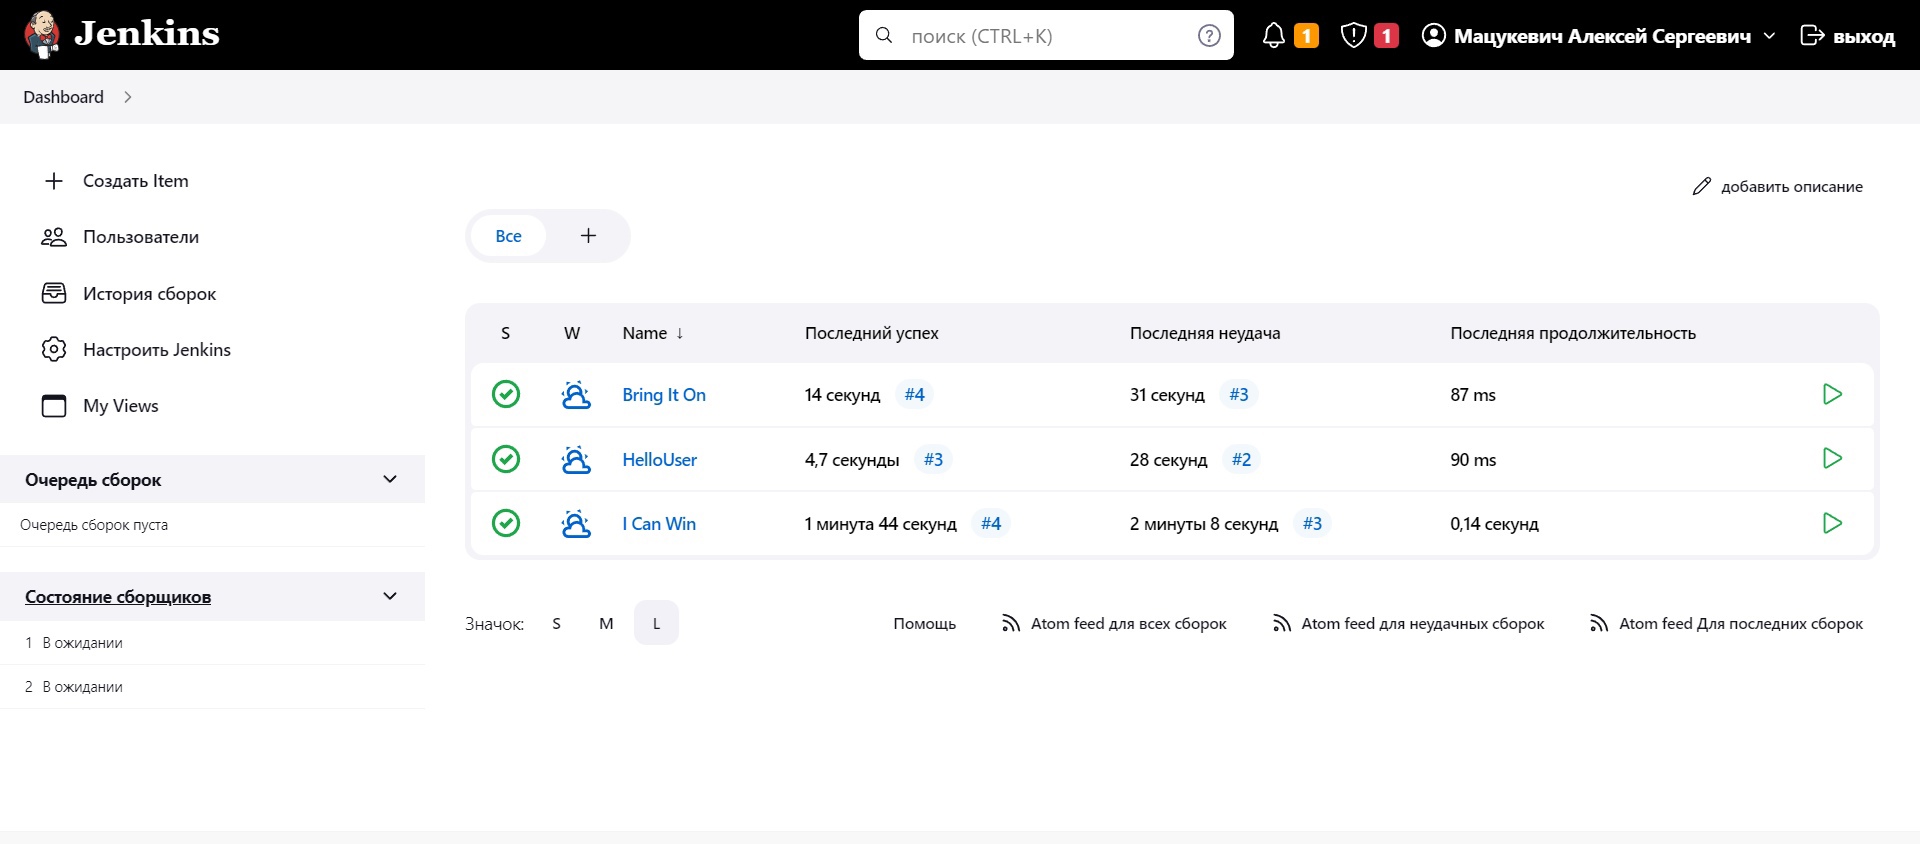 Jenkins
поиск (CTRL+K)
1
1
Мацукевич Алексей Сергеевич
выход
Dashboard
Создать Item
Пользователи
История сборок
Настроить Jenkins
My Views
Очередь сборок
Очередь сборок пуста
Состояние сборщиков
1 В ожидании
2 В ожидании
добавить описание
Все +
S W Name ↓ Последний успех Последняя неудача Последняя продолжительность
Bring It On 14 секунд #4 31 секунд #3 87 ms
HelloUser 4,7 секунды #3 28 секунд #2 90 ms
I Can Win 1 минута 44 секунд #4 2 минуты 8 секунд #3 0,14 секунд
Значок: S M L
Помощь
Atom feed для всех сборок
Atom feed для неудачных сборок
Atom feed Для последних сборок